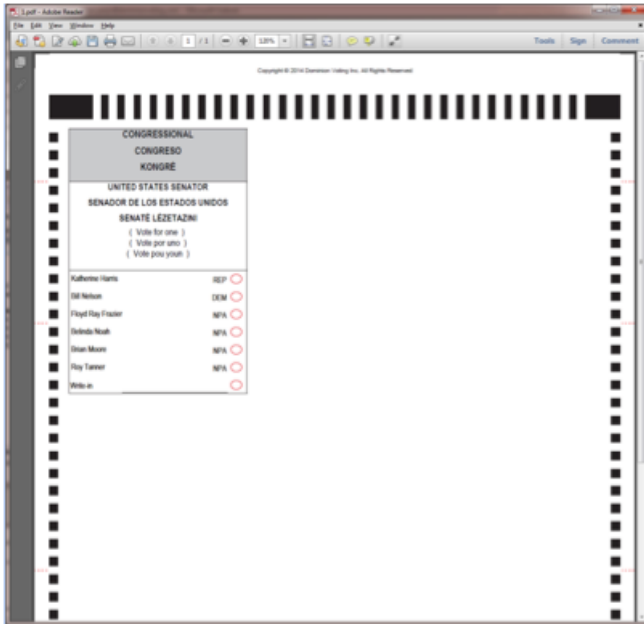 1.pdf - Adobe Reader
File Edit View Window Help
1 / 1 125% Tools Sign Comment
Copyright © 2014 Dominion Voting Inc. All Rights Reserved
CONGRESSIONAL
CONGRESO
KONGRÈ
UNITED STATES SENATOR
SENADOR DE LOS ESTADOS UNIDOS
SENATÈ LÈZETAZINI
( Vote for one )
( Vote por uno )
( Vote pou youn )
Katherine Harris REP
Bill Nelson DEM
Floyd Ray Frazier NPA
Belinda Noah NPA
Brian Moore NPA
Roy Tanner NPA
Write-in